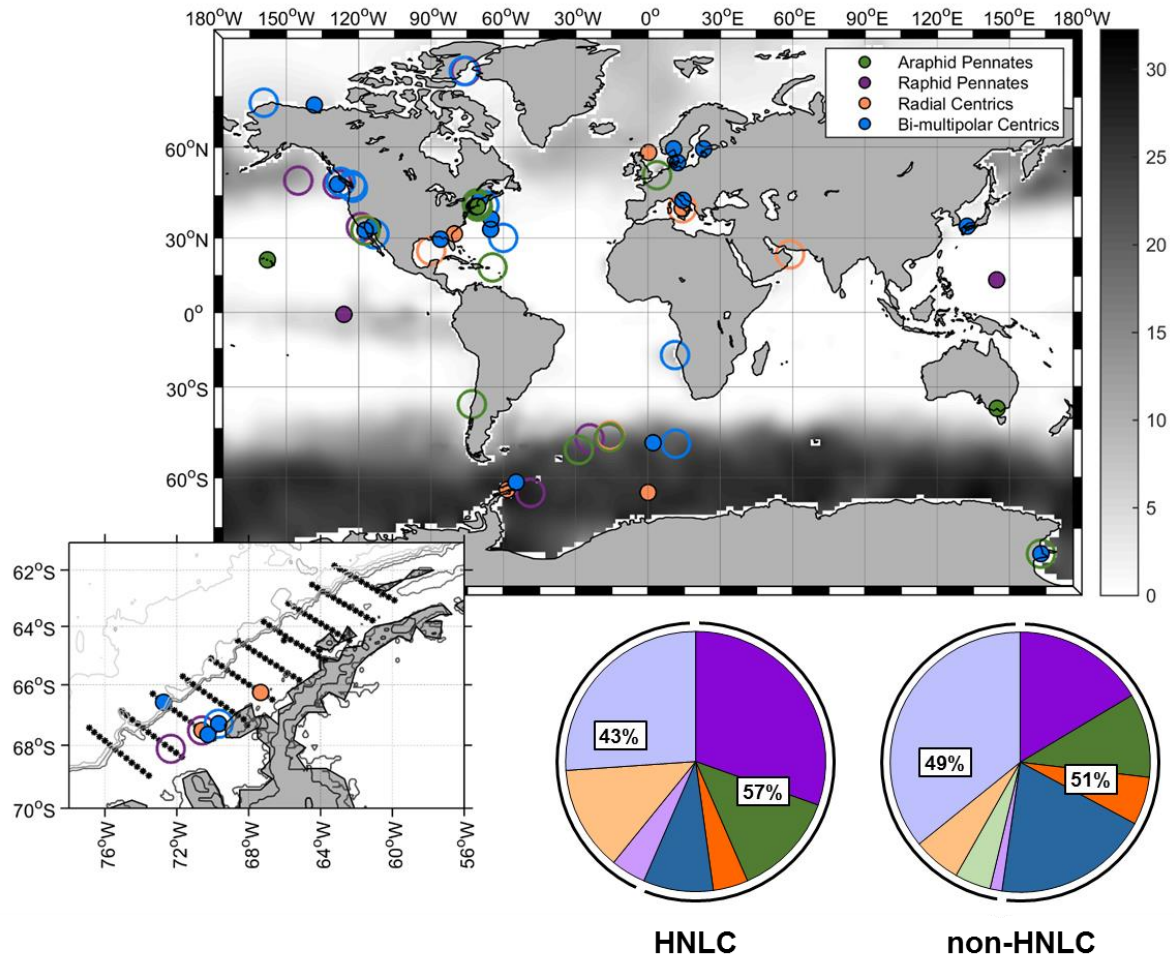 180°W 150°W 120°W 90°W 60°W 30°W 0° 30°E 60°E 90°E 120°E 150°E 180°W
Araphid Pennates
Raphid Pennates
Radial Centrics
Bi-multipolar Centrics
60°N
30°N
0°
30°S
60°S
30
25
20
15
10
5
0
62°S
64°S
66°S
68°S
70°S
76°W 72°W 68°W 64°W 60°W 56°W
43%
57%
49%
51%
HNLC
non-HNLC